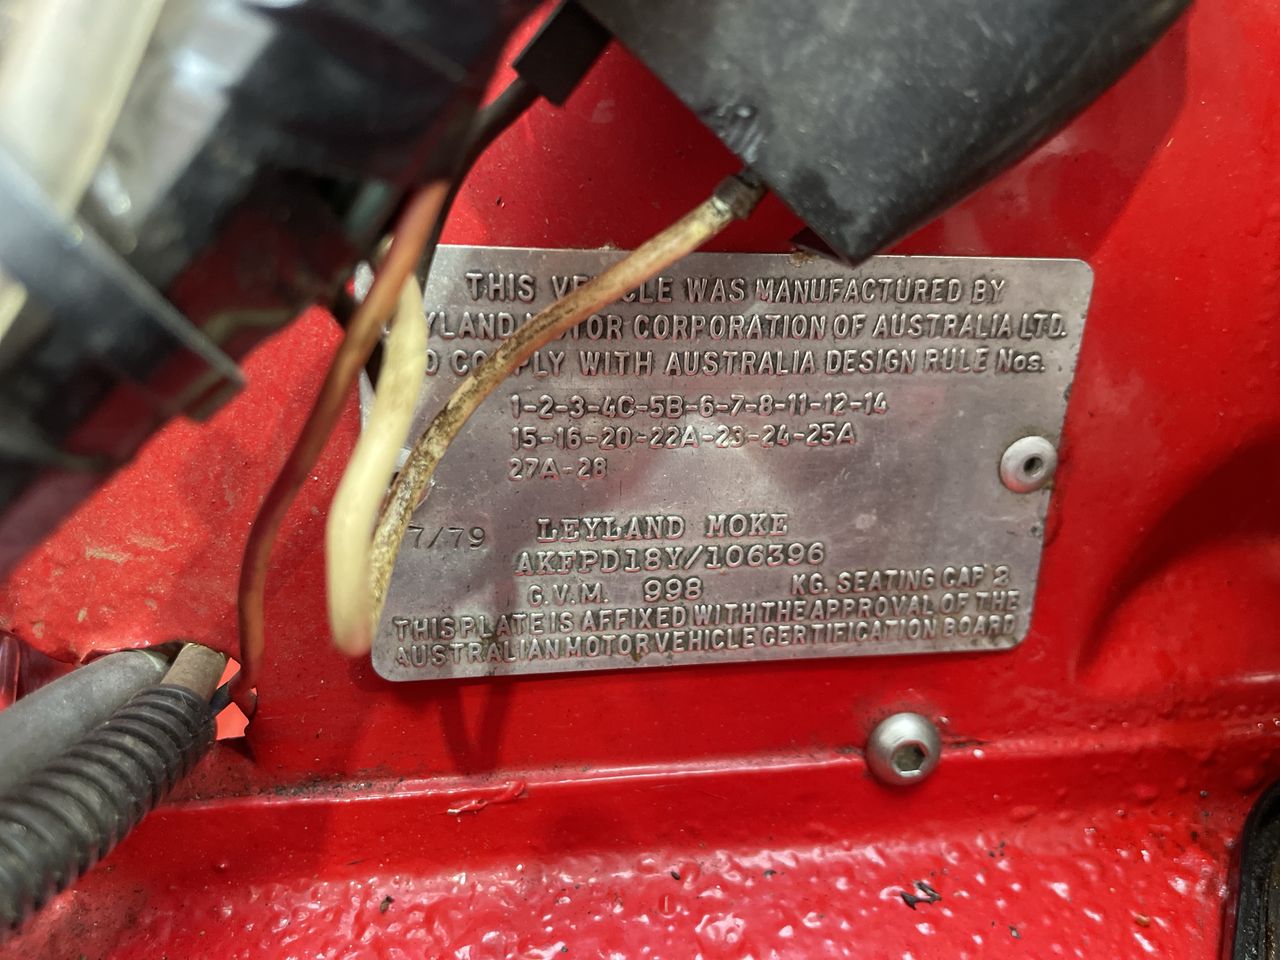 THIS VEHICLE WAS MANUFACTURED BY
LEYLAND MOTOR CORPORATION OF AUSTRALIA LTD.
TO COMPLY WITH AUSTRALIA DESIGN RULE Nos.
1-2-3-4C-5B-6-7-8-11-12-14
15-16-20-22A-23-24-25A
27A-28
7/79 LEYLAND MOKE
AKFPD18Y/106396
G.V.M. 998 KG. SEATING CAP 2
THIS PLATE IS AFFIXED WITH THE APPROVAL OF THE
AUSTRALIAN MOTOR VEHICLE CERTIFICATION BOARD